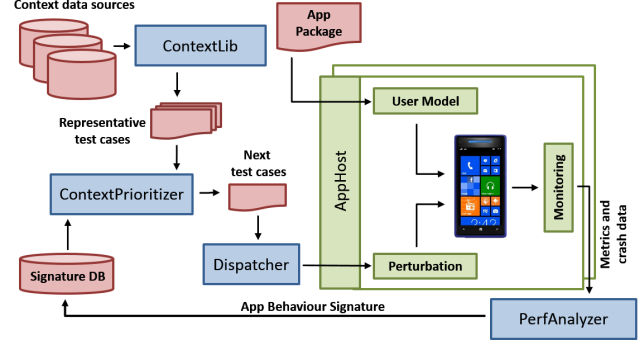 Context data sources
ContextLib
App
Package
Representative
test cases
User Model
Next
test cases
ContextPrioritizer
AppHost
Monitoring
Metrics and
crash data
Signature DB
Dispatcher
Perturbation
App Behaviour Signature
PerfAnalyzer